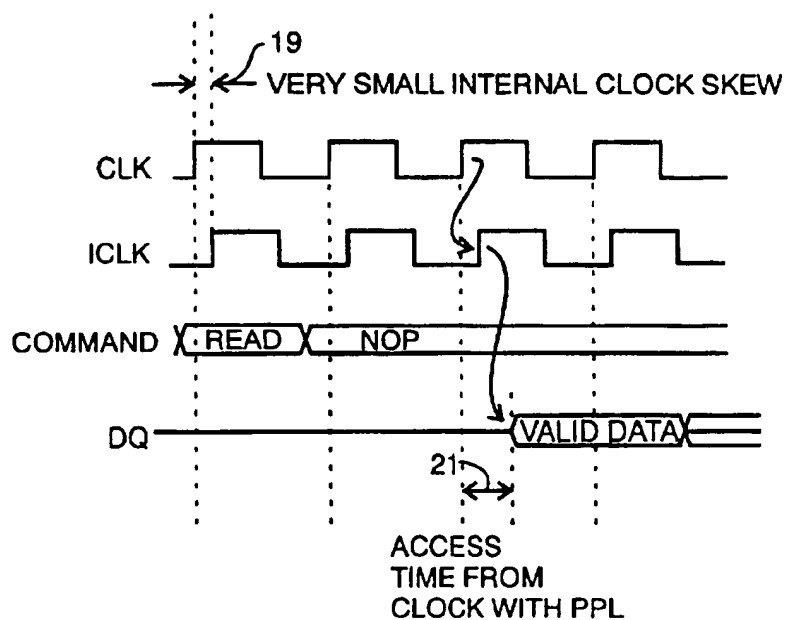 19
VERY SMALL INTERNAL CLOCK SKEW
CLK
ICLK
COMMAND READ NOP
DQ VALID DATA
21
ACCESS
TIME FROM
CLOCK WITH PPL